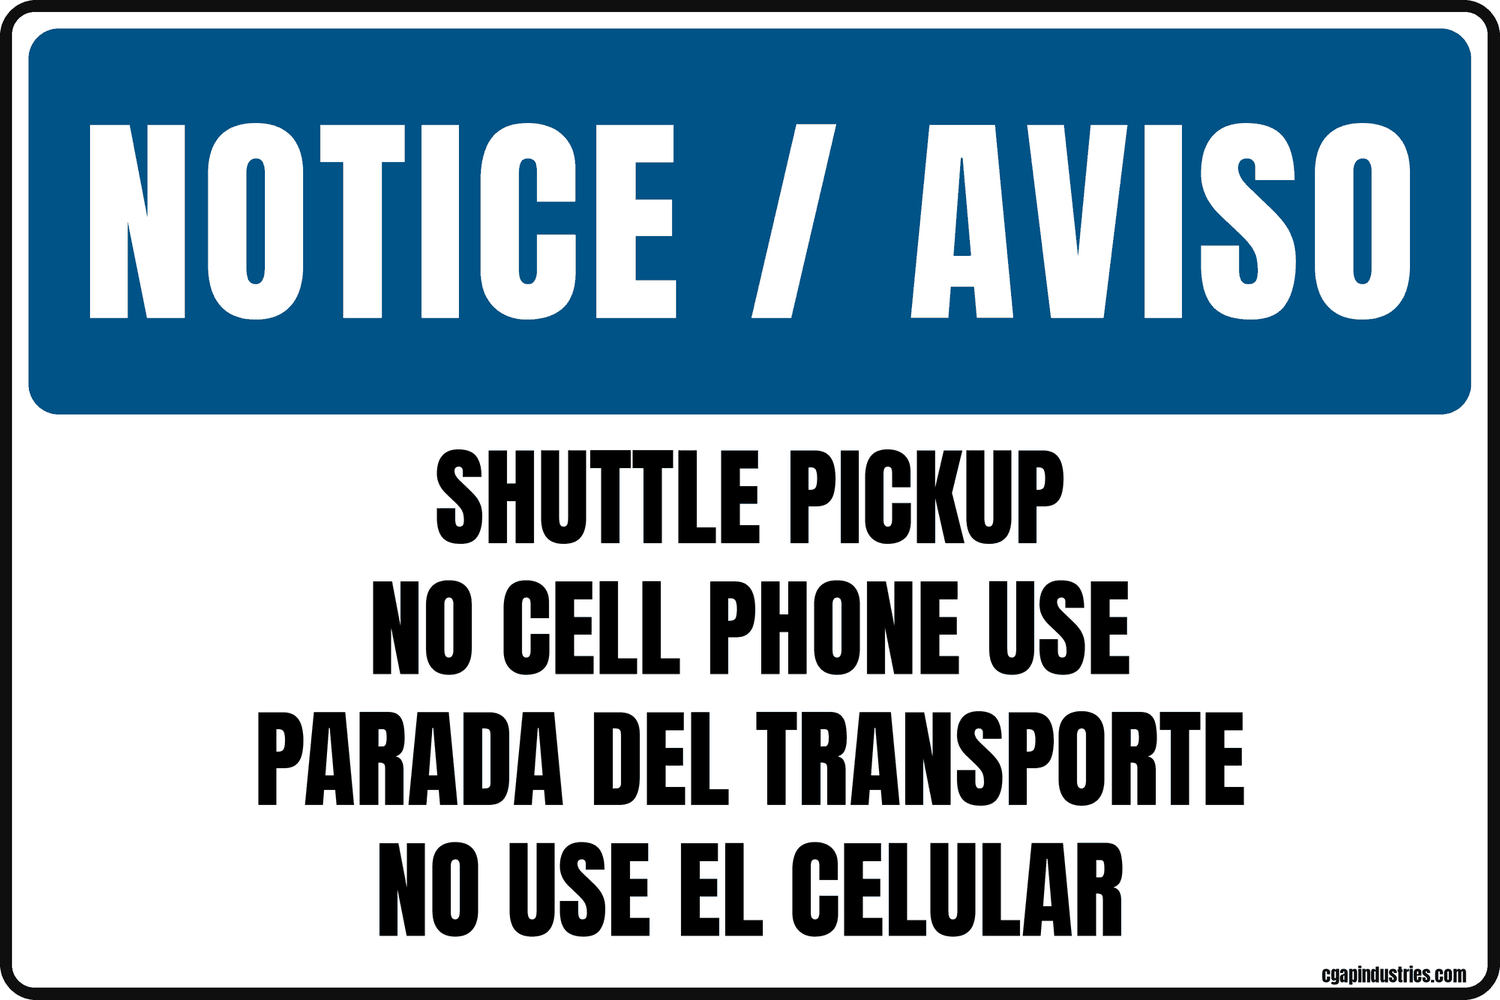 NOTICE / AVISO
SHUTTLE PICKUP
NO CELL PHONE USE
PARADA DEL TRANSPORTE
NO USE EL CELULAR
cgapindustries.com